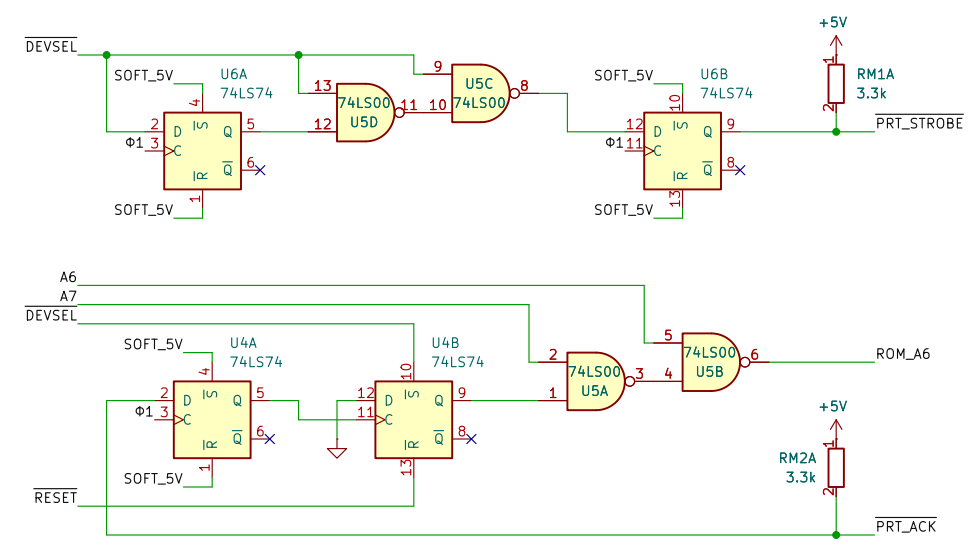 +5V
DEVSEL
SOFT_5V
U6A
74LS74
4
2
D
S
Q
5
Φ1
3
C
6
Q
R
1
SOFT_5V
13
74LS00
U5D
12
11
9
U5C
74LS00
10
8
SOFT_5V
U6B
74LS74
10
12
D
S
Q
9
Φ1
11
C
8
Q
R
13
SOFT_5V
1
RM1A
3.3k
2
PRT_STROBE
A6
A7
DEVSEL
SOFT_5V
U4A
74LS74
4
2
D
S
Q
5
Φ1
3
C
6
Q
R
1
SOFT_5V
U4B
74LS74
10
12
D
S
Q
9
11
C
8
Q
R
13
RESET
2
74LS00
U5A
1
3
5
74LS00
U5B
4
6
ROM_A6
+5V
1
RM2A
3.3k
2
PRT_ACK